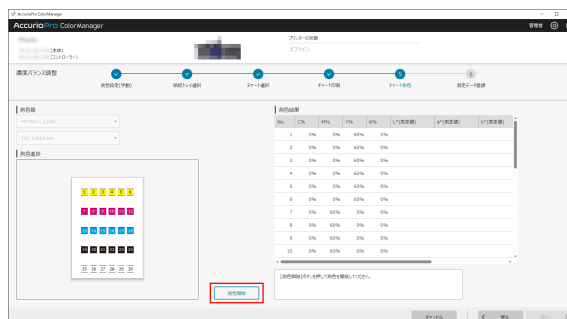 AccurioPro ColorManager
AccurioPro ColorManager
管理者
[本体]
[コントローラー]
プリンターの状態
オフライン
濃度バランス調整
測色設定(手動)
給紙トレイ選択
チャート選択
チャート印刷
5
チャート測色
6
測定データ登録
測色器
MYIRO-1 (USB)
ISO 13655 M0
測色進捗
1 2 3 4 5 6
7 8 9 10 11 12
13 14 15 16 17 18
19 20 21 22 23 24
25 26 27 28 29 30
測色開始
測色結果
No. C% M% Y% K% L*(測定値) a*(測定値) b*(測定値)
1 0% 0% 60% 0%
2 0% 0% 60% 0%
3 0% 0% 60% 0%
4 0% 0% 60% 0%
5 0% 0% 60% 0%
6 0% 0% 60% 0%
7 0% 60% 0% 0%
8 0% 60% 0% 0%
9 0% 60% 0% 0%
10 0% 60% 0% 0%
[測色開始]ボタンを押して測色を開始してください。
キャンセル
戻る
次へ